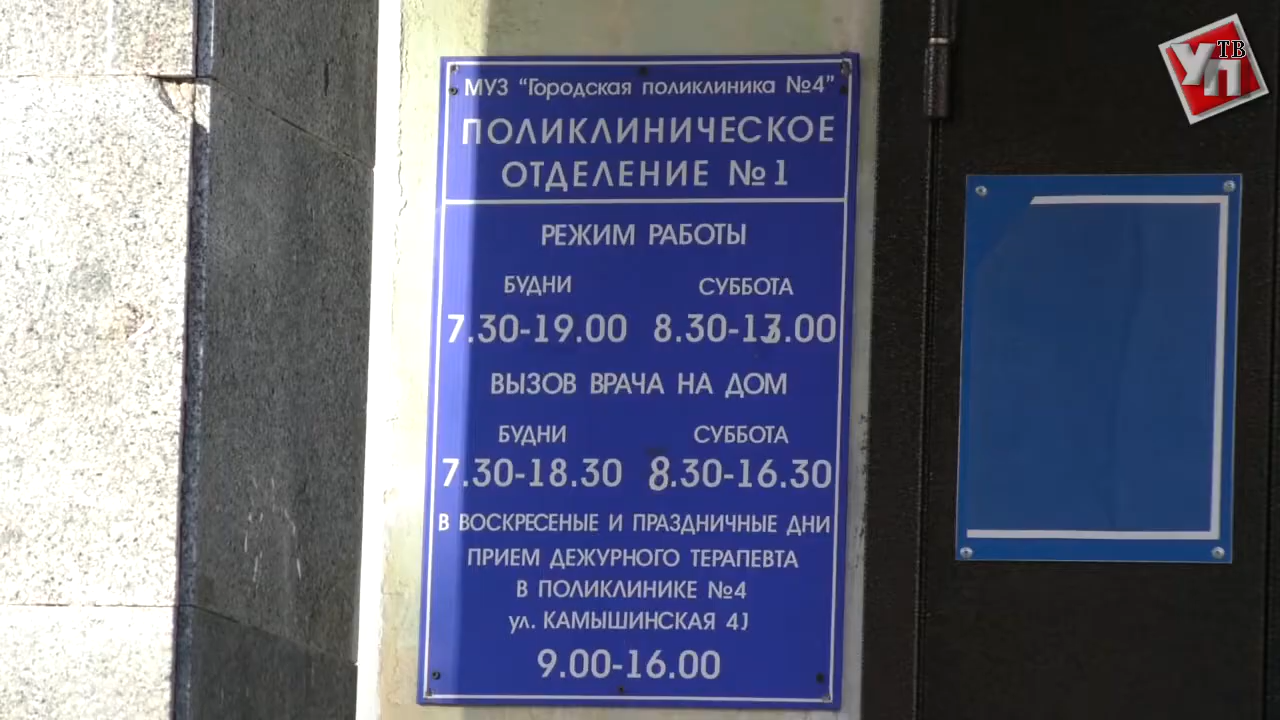 МУЗ "Городская поликлиника №4"
ПОЛИКЛИНИЧЕСКОЕ
ОТДЕЛЕНИЕ №1
РЕЖИМ РАБОТЫ
БУДНИ СУББОТА
7.30-19.00 8.30-13.00
ВЫЗОВ ВРАЧА НА ДОМ
БУДНИ СУББОТА
7.30-18.30 8.30-16.30
В ВОСКРЕСЕНЫЕ И ПРАЗДНИЧНЫЕ ДНИ
ПРИЕМ ДЕЖУРНОГО ТЕРАПЕВТА
В ПОЛИКЛИНИКЕ №4
ул. КАМЫШИНСКАЯ 41
9.00-16.00
УП ТВ